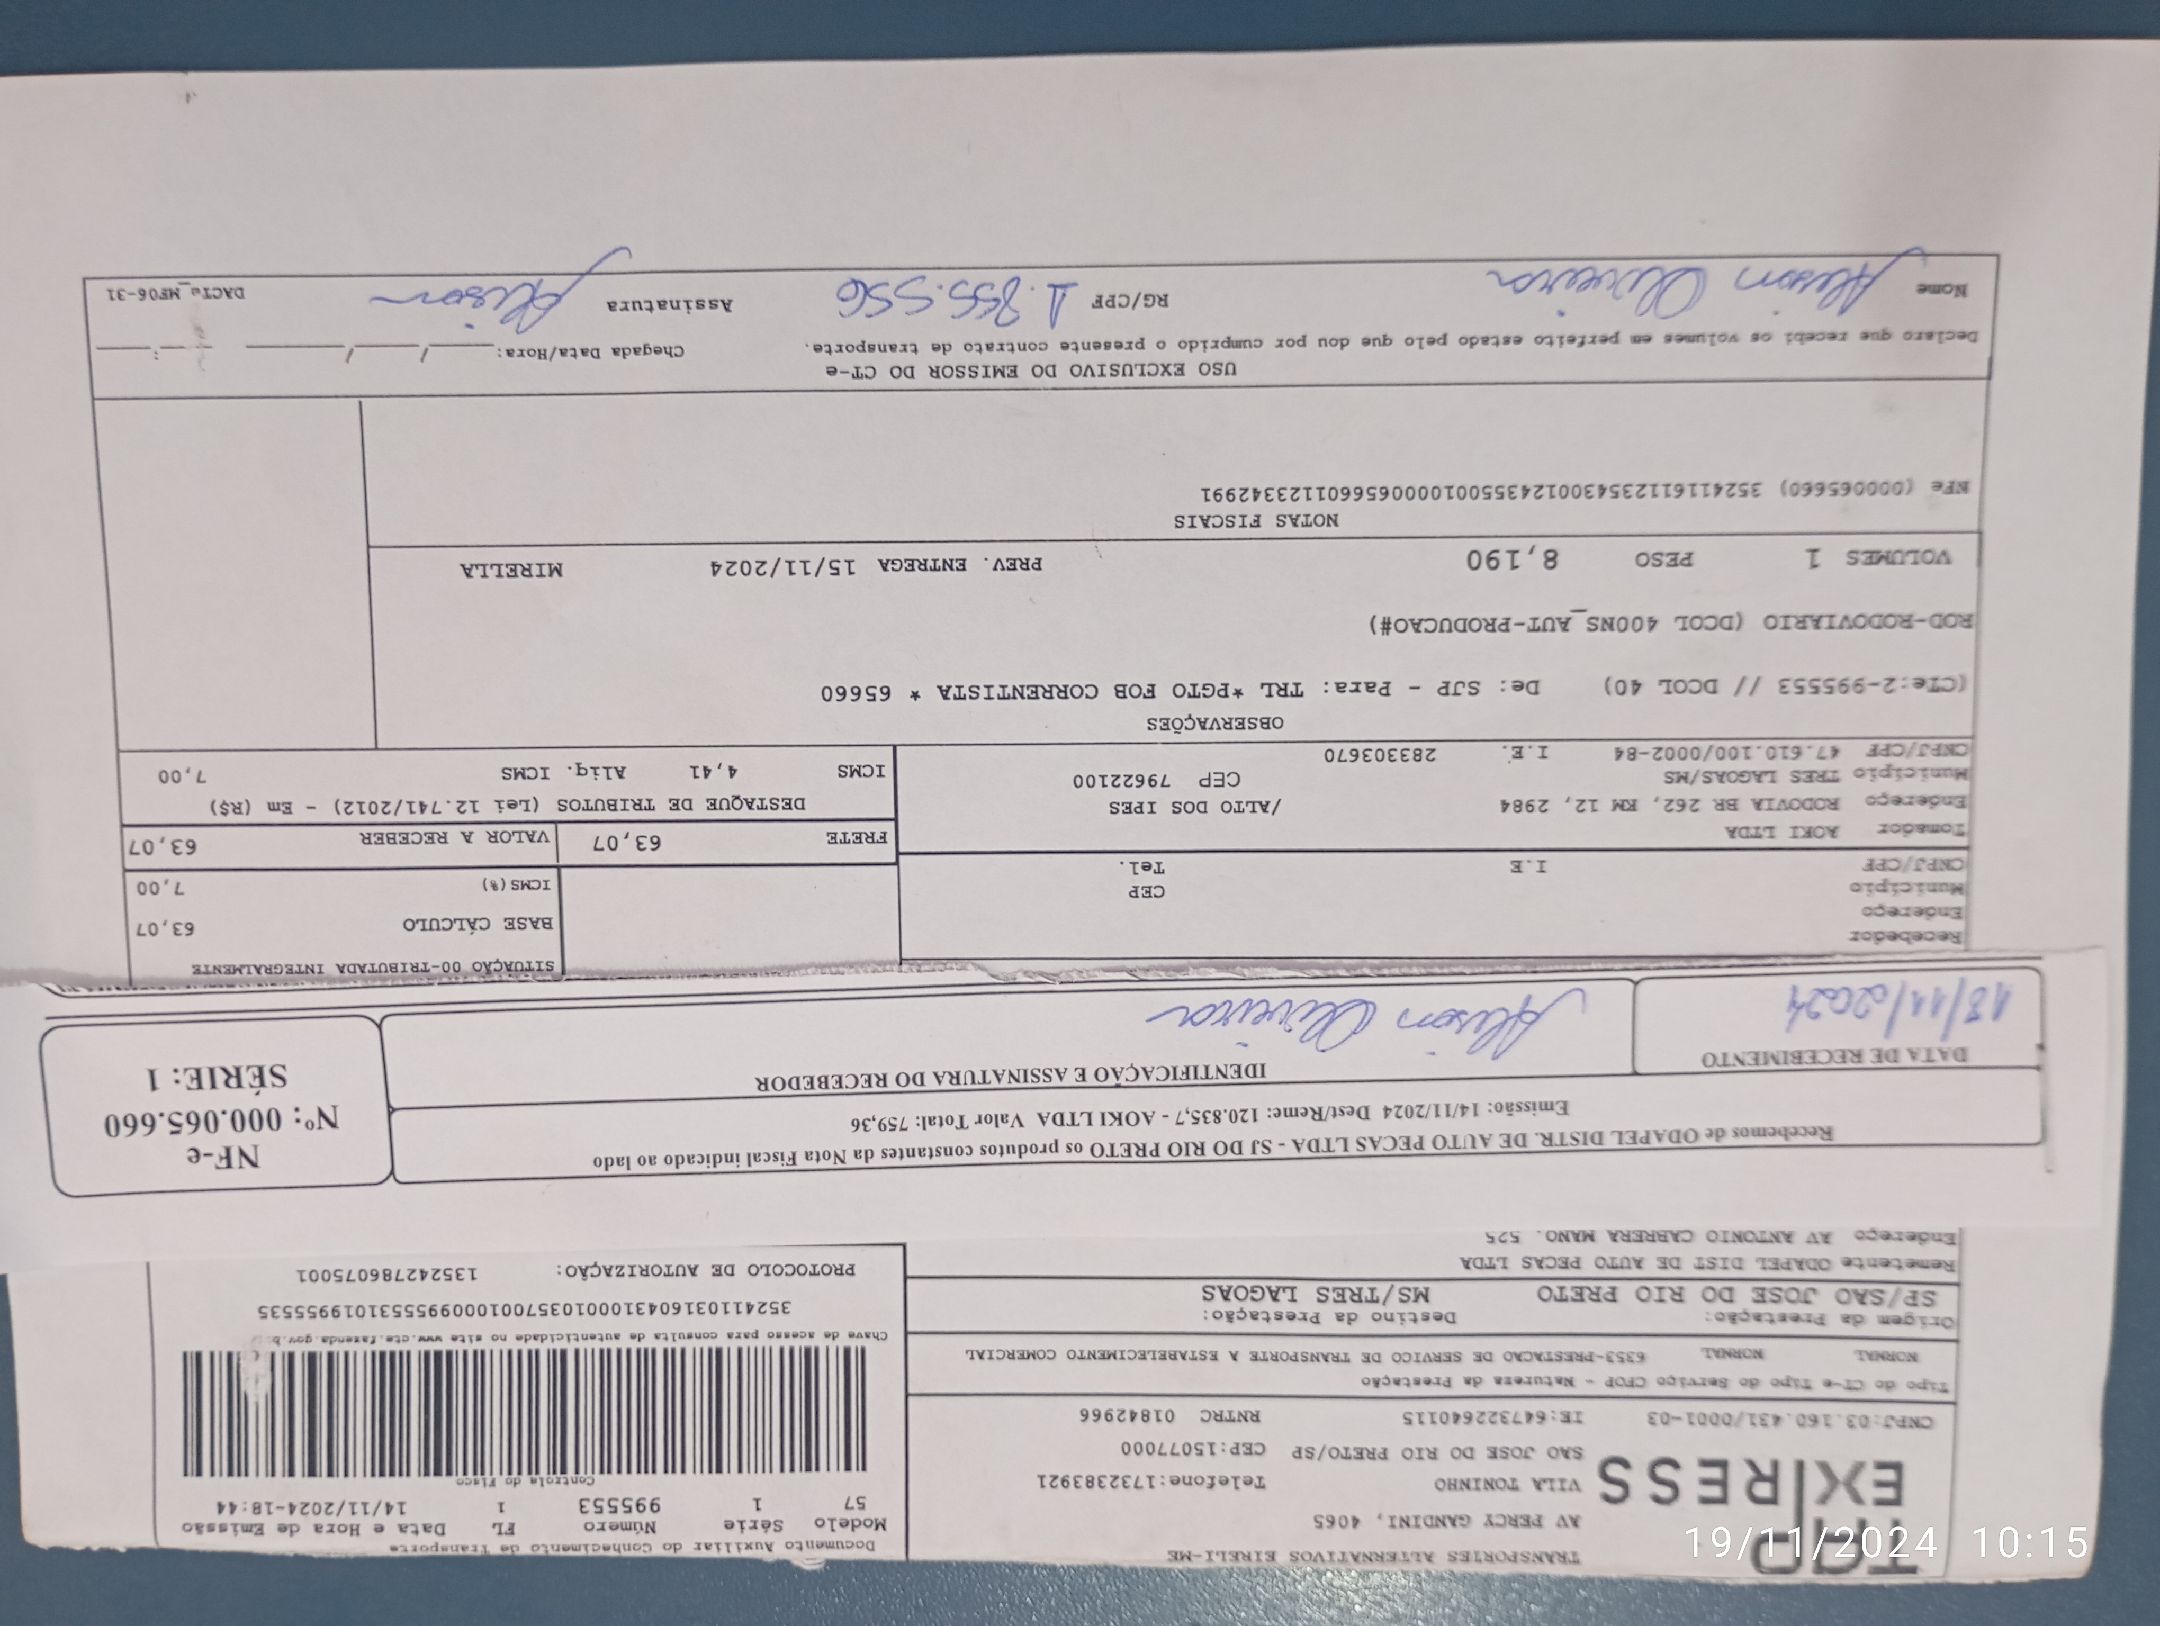 TRANSPORTES ALTERNATIVOS EIRELI-ME
AV PERCY GANDINI, 4065
VILA TONINHO Telefone:1732383921
SAO JOSE DO RIO PRETO/SP CEP:15077000
EXPRESS
CNPJ:03.160.431/0001-03 IE:647322640115 RNTRC 01842966
Documento Auxiliar do Conhecimento de Transporte
Modelo Série Número FL Data e Hora de Emissão
57 1 995553 1 14/11/2024-18:44
Controle do Fisco
Chave de acesso para consulta de autenticidade no site www.cte.fazenda.gov.b
PROTOCOLO DE AUTORIZAÇÃO: 135242786075001
Tipo do CT-e Tipo do Serviço CFOP - Natureza da Prestação
NORMAL NORMAL 6353-PRESTACAO DE SERVICO DE TRANSPORTE A ESTABELECIMENTO COMERCIAL
Origem da Prestação: Destino da Prestação:
SP/SAO JOSE DO RIO PRETO MS/TRES LAGOAS
Remetente ODAPEL DIST DE AUTO PECAS LTDA
Endereço AV ANTONIO CABRERA MANO. 525
Recebemos de ODAPEL DISTR. DE AUTO PECAS LTDA - SJ DO RIO PRETO os produtos constantes da Nota Fiscal indicado ao lado
Emissão: 14/11/2024 Dest/Reme: 120.835,7 - AOKI LTDA Valor Total: 759,36
NF-e
Nº: 000.065.660
SÉRIE: 1
DATA DE RECEBIMENTO
18/11/2024
IDENTIFICAÇÃO E ASSINATURA DO RECEBEDOR
Alison Oliveira
Recebedor
Endereço
Município CEP
CNPJ/CPF I.E Tel.
SITUAÇÃO 00-TRIBUTADA INTEGRALMENTE
BASE CÁLCULO 63,07
ICMS(%) 7,00
Tomador AOKI LTDA
Endereço RODOVIA BR 262, KM 12, 2984 /ALTO DOS IPES
Município TRES LAGOAS/MS CEP 79622100
CNPJ/CPF 47.610.100/0002-84 I.E. 283303670
FRETE 63,07 VALOR A RECEBER 63,07
DESTAQUE DE TRIBUTOS (Lei 12.741/2012) - Em (R$)
ICMS 4,41 Aliq. ICMS 7,00
OBSERVAÇÕES
(CTe:2-995553 // DCOL 40) De: SJP - Para: TRL *PGTO FOB CORRENTISTA * 65660
ROD-RODOVIARIO (DCOL 400NS_AUT-PRODUCAO#)
VOLUMES 1 PESO 8,190 PREV. ENTREGA 15/11/2024 MIRELLA
NOTAS FISCAIS
NFe (000065660) 35241161112354300124355001000065660112334299​1
USO EXCLUSIVO DO EMISSOR DO CT-e
Declaro que recebi os volumes em perfeito estado pelo que dou por cumprido o presente contrato de transporte. Chegada Data/Hora: ____/____/____ __:__
Nome Alison Oliveira RG/CPF 1.855.556 Assinatura Alison DACTe_MF06-31
19/11/2024 10:15